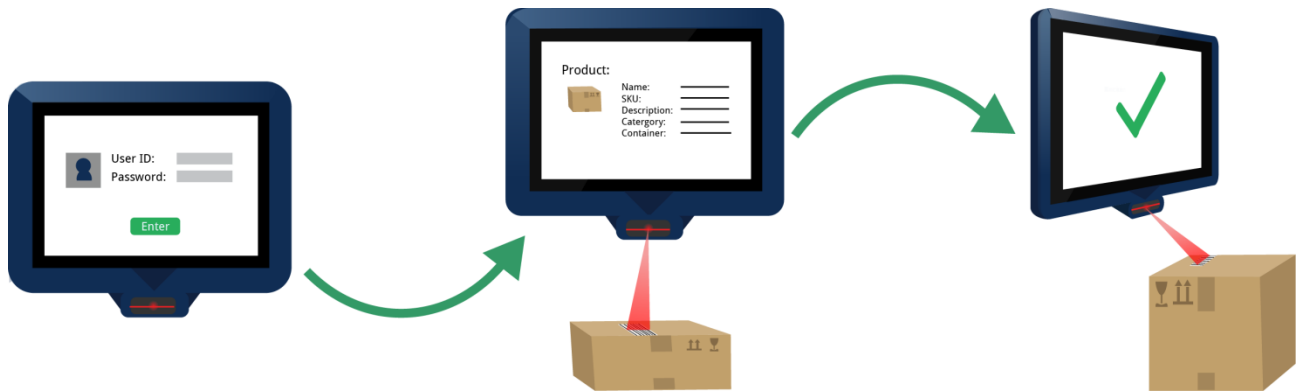 User ID:
Password:
Enter
Product:
Name:
SKU:
Description:
Catergory:
Container: